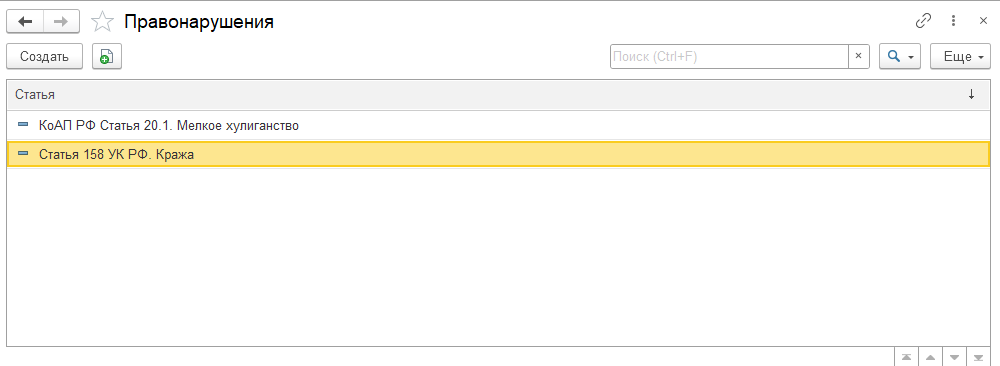 Правонарушения
Создать
Поиск (Ctrl+F)
×
Еще
Статья
КоАП РФ Статья 20.1. Мелкое хулиганство
Статья 158 УК РФ. Кража